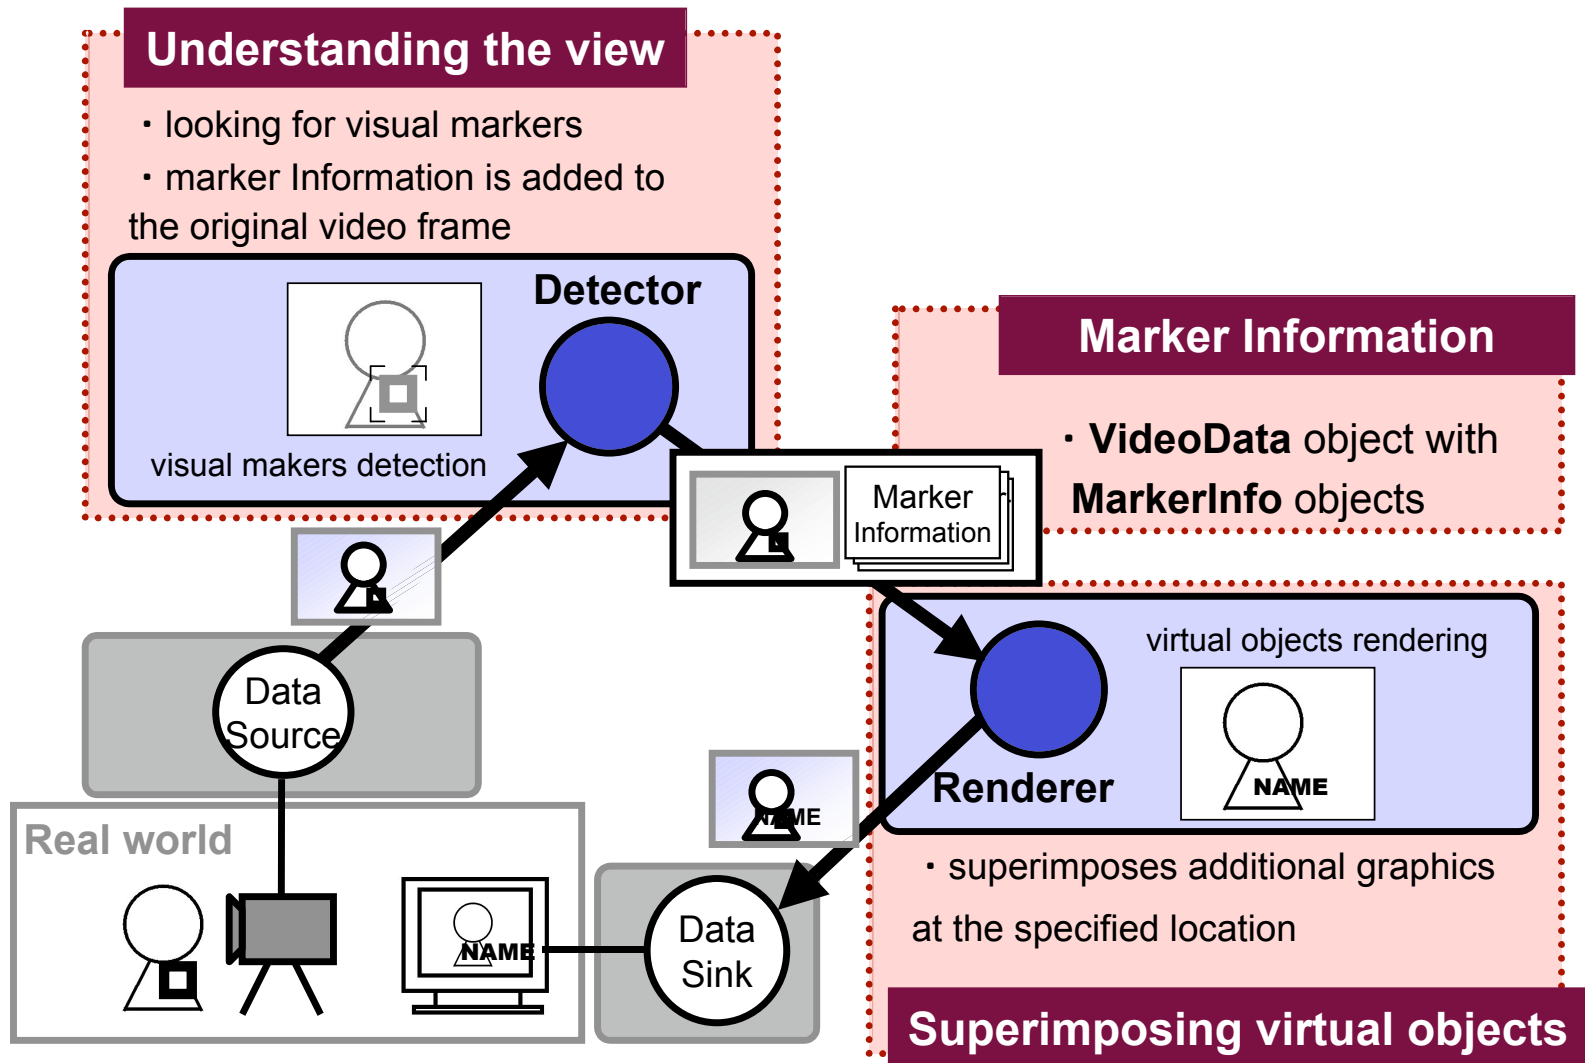 Understanding the view
・looking for visual markers
・marker Information is added to
the original video frame
Detector
visual makers detection
Marker Information
・VideoData object with
MarkerInfo objects
Marker
Information
virtual objects rendering
NAME
Renderer
・superimposes additional graphics
at the specified location
Superimposing virtual objects
Data
Source
NAME
Real world
NAME
Data
Sink